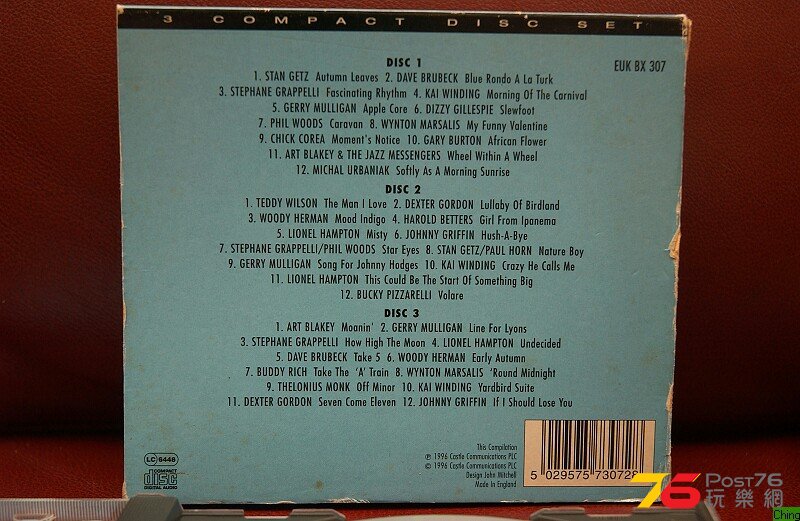 3 COMPACT DISC SET
DISC 1
EUK BX 307
1. STAN GETZ Autumn Leaves 2. DAVE BRUBECK Blue Rondo A La Turk
3. STEPHANE GRAPPELLI Fascinating Rhythm 4. KAI WINDING Morning Of The Carnival
5. GERRY MULLIGAN Apple Core 6. DIZZY GILLESPIE Slewfoot
7. PHIL WOODS Caravan 8. WYNTON MARSALIS My Funny Valentine
9. CHICK COREA Moment's Notice 10. GARY BURTON African Flower
11. ART BLAKEY & THE JAZZ MESSENGERS Wheel Within A Wheel
12. MICHAL URBANIAK Softly As A Morning Sunrise
DISC 2
1. TEDDY WILSON The Man I Love 2. DEXTER GORDON Lullaby Of Birdland
3. WOODY HERMAN Mood Indigo 4. HAROLD BETTERS Girl From Ipanema
5. LIONEL HAMPTON Misty 6. JOHNNY GRIFFIN Hush-A-Bye
7. STEPHANE GRAPPELLI/PHIL WOODS Star Eyes 8. STAN GETZ/PAUL HORN Nature Boy
9. GERRY MULLIGAN Song For Johnny Hodges 10. KAI WINDING Crazy He Calls Me
11. LIONEL HAMPTON This Could Be The Start Of Something Big
12. BUCKY PIZZARELLI Volare
DISC 3
1. ART BLAKEY Moanin' 2. GERRY MULLIGAN Line For Lyons
3. STEPHANE GRAPPELLI How High The Moon 4. LIONEL HAMPTON Undecided
5. DAVE BRUBECK Take 5 6. WOODY HERMAN Early Autumn
7. BUDDY RICH Take The 'A' Train 8. WYNTON MARSALIS 'Round Midnight
9. THELONIUS MONK Off Minor 10. KAI WINDING Yardbird Suite
11. DEXTER GORDON Seven Come Eleven 12. JOHNNY GRIFFIN If I Should Lose You
This Compilation
℗ 1996 Castle Communications PLC
© 1996 Castle Communications PLC
Design John Mitchell
Made In England
LC 6448
COMPACT
disc
DIGITAL AUDIO
5 029575 730728
76 POST76
玩樂網
Ching